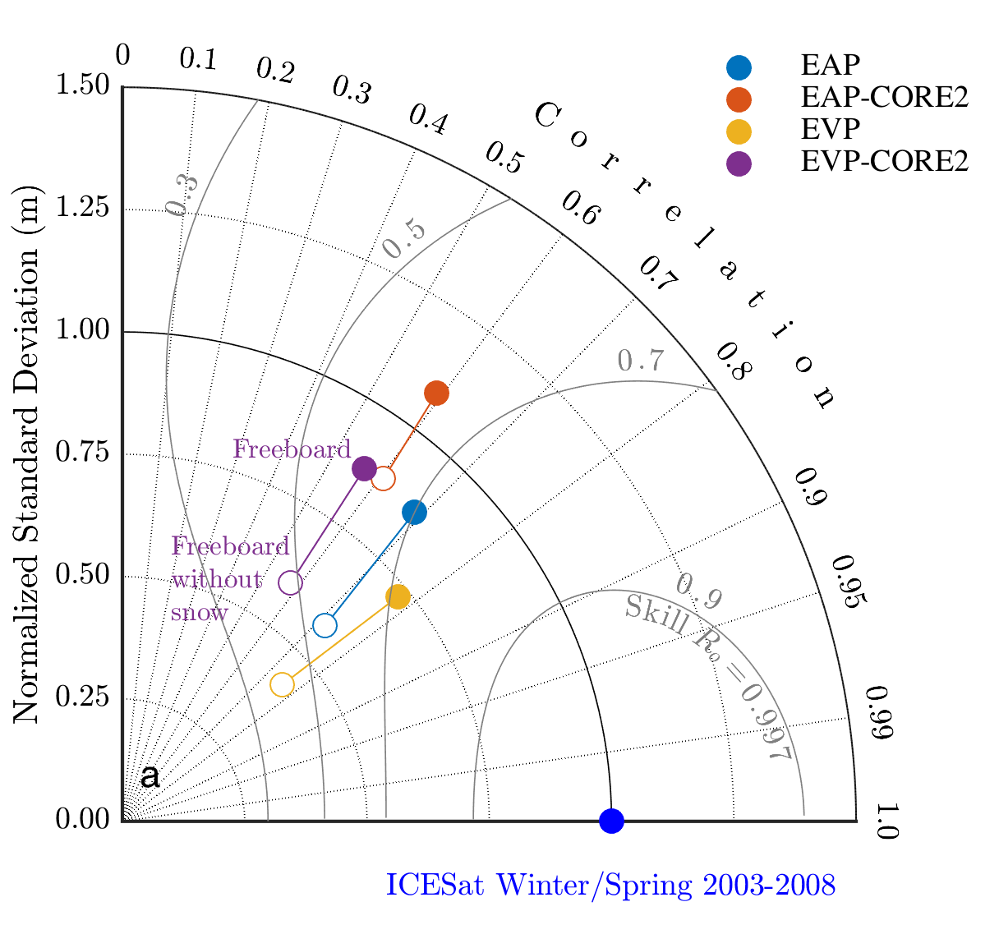 EAP
EAP-CORE2
EVP
EVP-CORE2
Correlation
0
0.1
0.2
0.3
0.4
0.5
0.6
0.7
0.8
0.9
0.95
0.99
1.0
Normalized Standard Deviation (m)
1.50
1.25
1.00
0.75
0.50
0.25
0.00
0.3
0.5
0.7
0.9
Skill R₀=0.997
Freeboard
Freeboard
without
snow
a
ICESat Winter/Spring 2003-2008